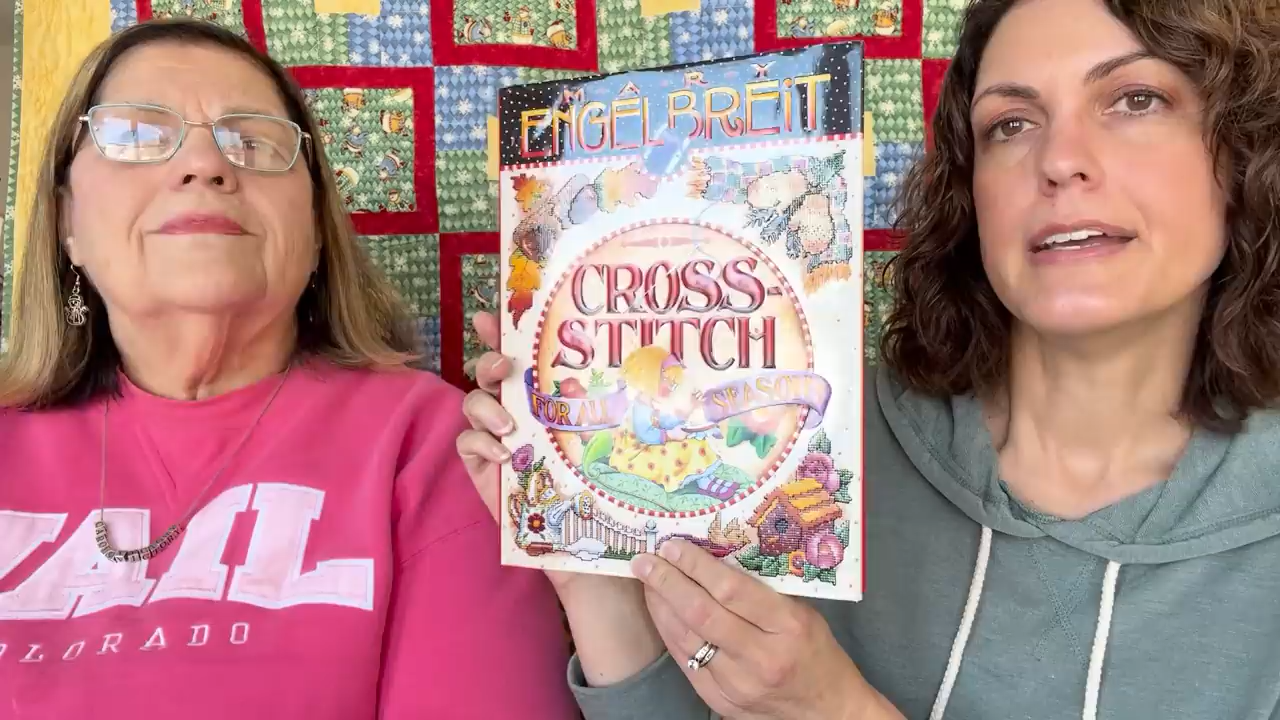 MARY
ENGELBREIT
CROSS-
STITCH
FOR ALL SEASONS
VAIL
COLORADO